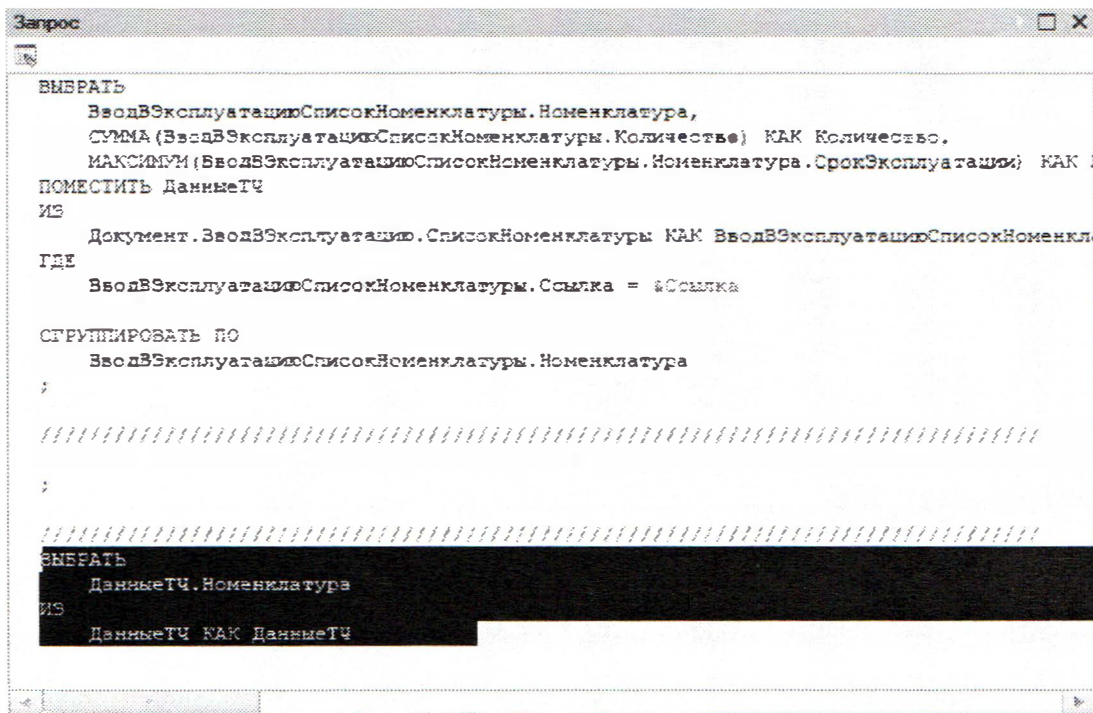 Запрос
ВЫБРАТЬ
ВводВЭксплуатациюСписокНоменклатуры.Номенклатура,
СУММА(ВводВЭксплуатациюСписокНоменклатуры.Количество) КАК Количество,
МАКСИМУМ(ВводВЭксплуатациюСписокНоменклатуры.Номенклатура.СрокЭксплуатации) КАК
ПОМЕСТИТЬ ДанныеТЧ
ИЗ
Документ.ВводВЭксплуатацию.СписокНоменклатуры КАК ВводВЭксплуатациюСписокНоменкл
ГДЕ
ВводВЭксплуатациюСписокНоменклатуры.Ссылка = &Ссылка
СГРУППИРОВАТЬ ПО
ВводВЭксплуатациюСписокНоменклатуры.Номенклатура
;
////////////////////////////////////////////////////////////////////////////////
;
////////////////////////////////////////////////////////////////////////////////
ВЫБРАТЬ
ДанныеТЧ.Номенклатура
ИЗ
ДанныеТЧ КАК ДанныеТЧ